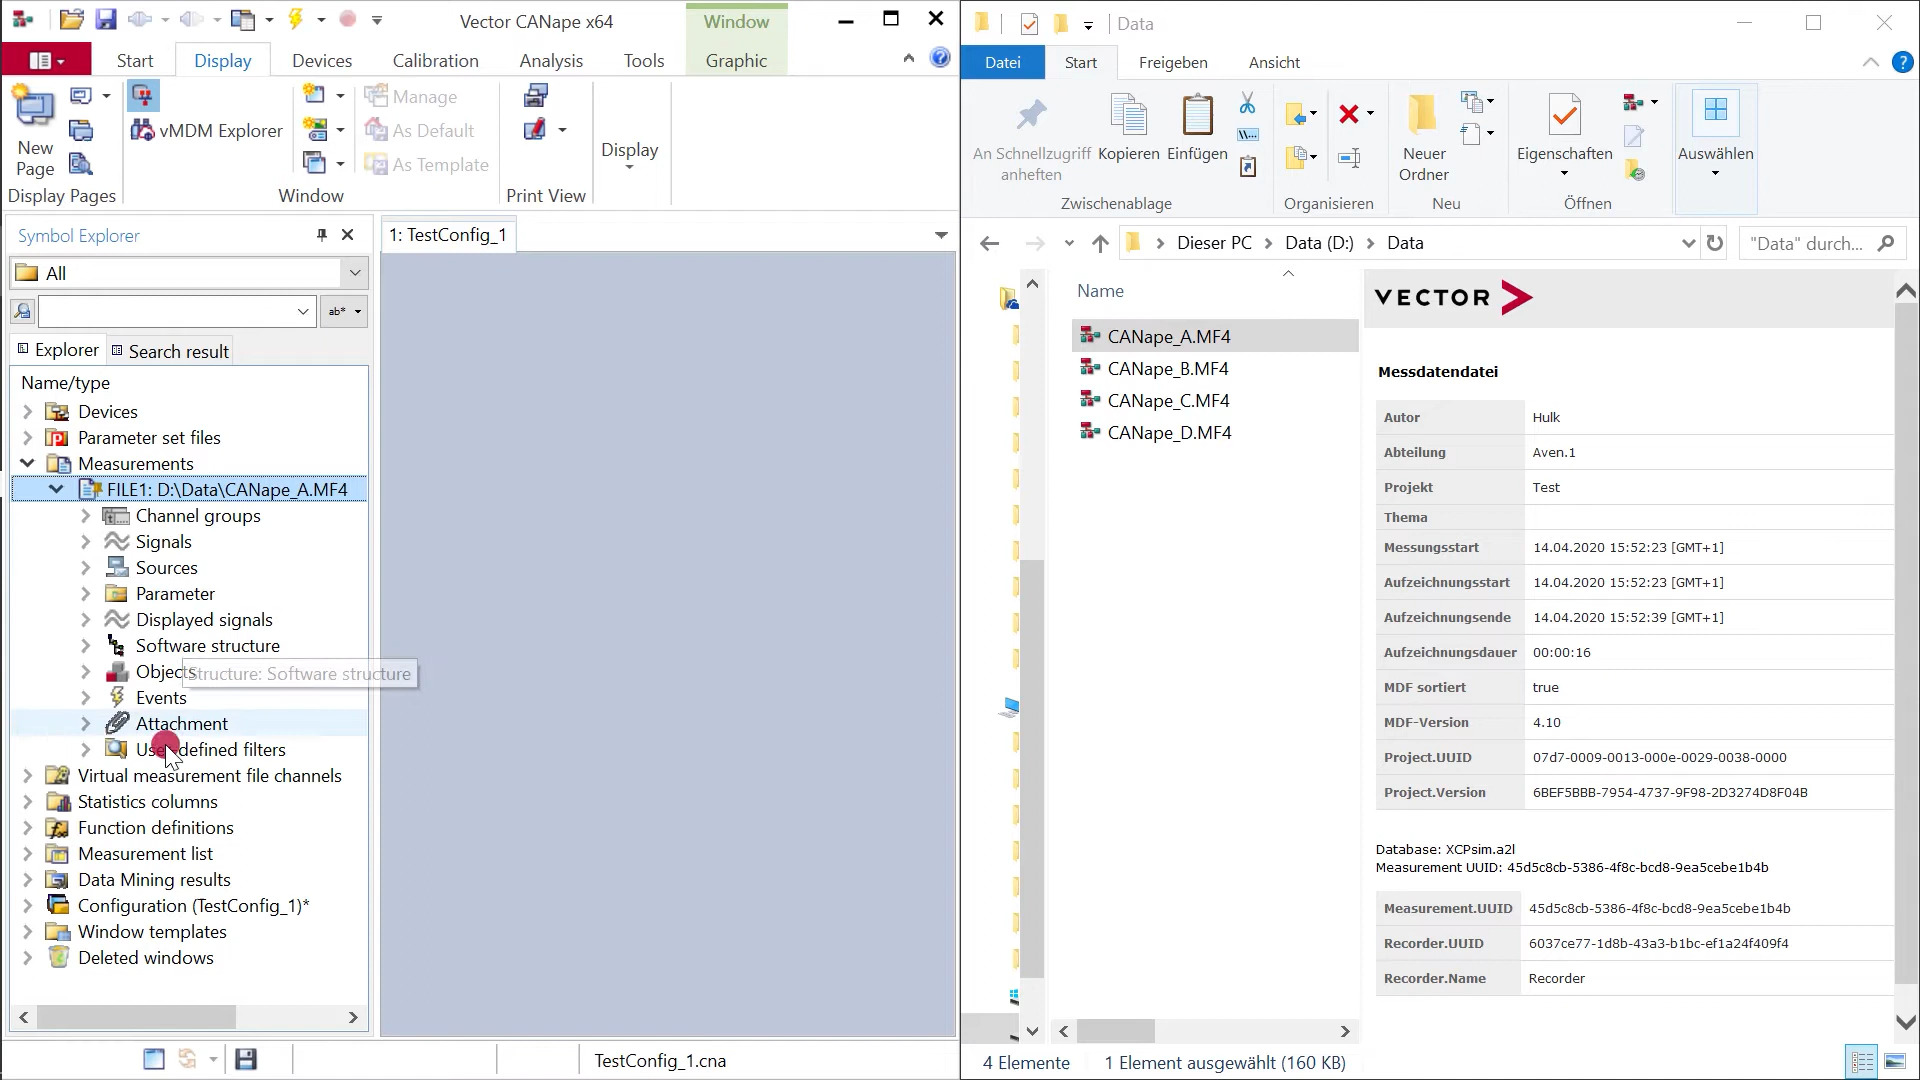 Vector CANape x64
Window
Start
Display
Devices
Calibration
Analysis
Tools
Graphic
New
Page
Display Pages
vMDM Explorer
Manage
As Default
As Template
Window
Print View
Display
Symbol Explorer
All
ab*
Explorer
Search result
Name/type
Devices
Parameter set files
Measurements
FILE1: D:\Data\CANape_A.MF4
Channel groups
Signals
Sources
Parameter
Displayed signals
Software structure
Objects
Structure: Software structure
Events
Attachment
User-defined filters
Virtual measurement file channels
Statistics columns
Function definitions
Measurement list
Data Mining results
Configuration (TestConfig_1)*
Window templates
Deleted windows
1: TestConfig_1
TestConfig_1.cna
Data
Datei
Start
Freigeben
Ansicht
An Schnellzugriff
anheften
Kopieren
Einfügen
Zwischenablage
Organisieren
Neuer
Ordner
Neu
Eigenschaften
Öffnen
Auswählen
Dieser PC
Data (D:)
Data
"Data" durch...
Name
CANape_A.MF4
CANape_B.MF4
CANape_C.MF4
CANape_D.MF4
VECTOR
Messdatendatei
Autor Hulk
Abteilung Aven.1
Projekt Test
Thema
Messungsstart 14.04.2020 15:52:23 [GMT+1]
Aufzeichnungsstart 14.04.2020 15:52:23 [GMT+1]
Aufzeichnungsende 14.04.2020 15:52:39 [GMT+1]
Aufzeichnungsdauer 00:00:16
MDF sortiert true
MDF-Version 4.10
Project.UUID 07d7-0009-0013-000e-0029-0038-0000
Project.Version 6BEF5BBB-7954-4737-9F98-2D3274D8F04B
Database: XCPsim.a2l
Measurement UUID: 45d5c8cb-5386-4f8c-bcd8-9ea5cebe1b4b
Measurement.UUID 45d5c8cb-5386-4f8c-bcd8-9ea5cebe1b4b
Recorder.UUID 6037ce77-1d8b-43a3-b1bc-ef1a24f409f4
Recorder.Name Recorder
4 Elemente
1 Element ausgewählt (160 KB)